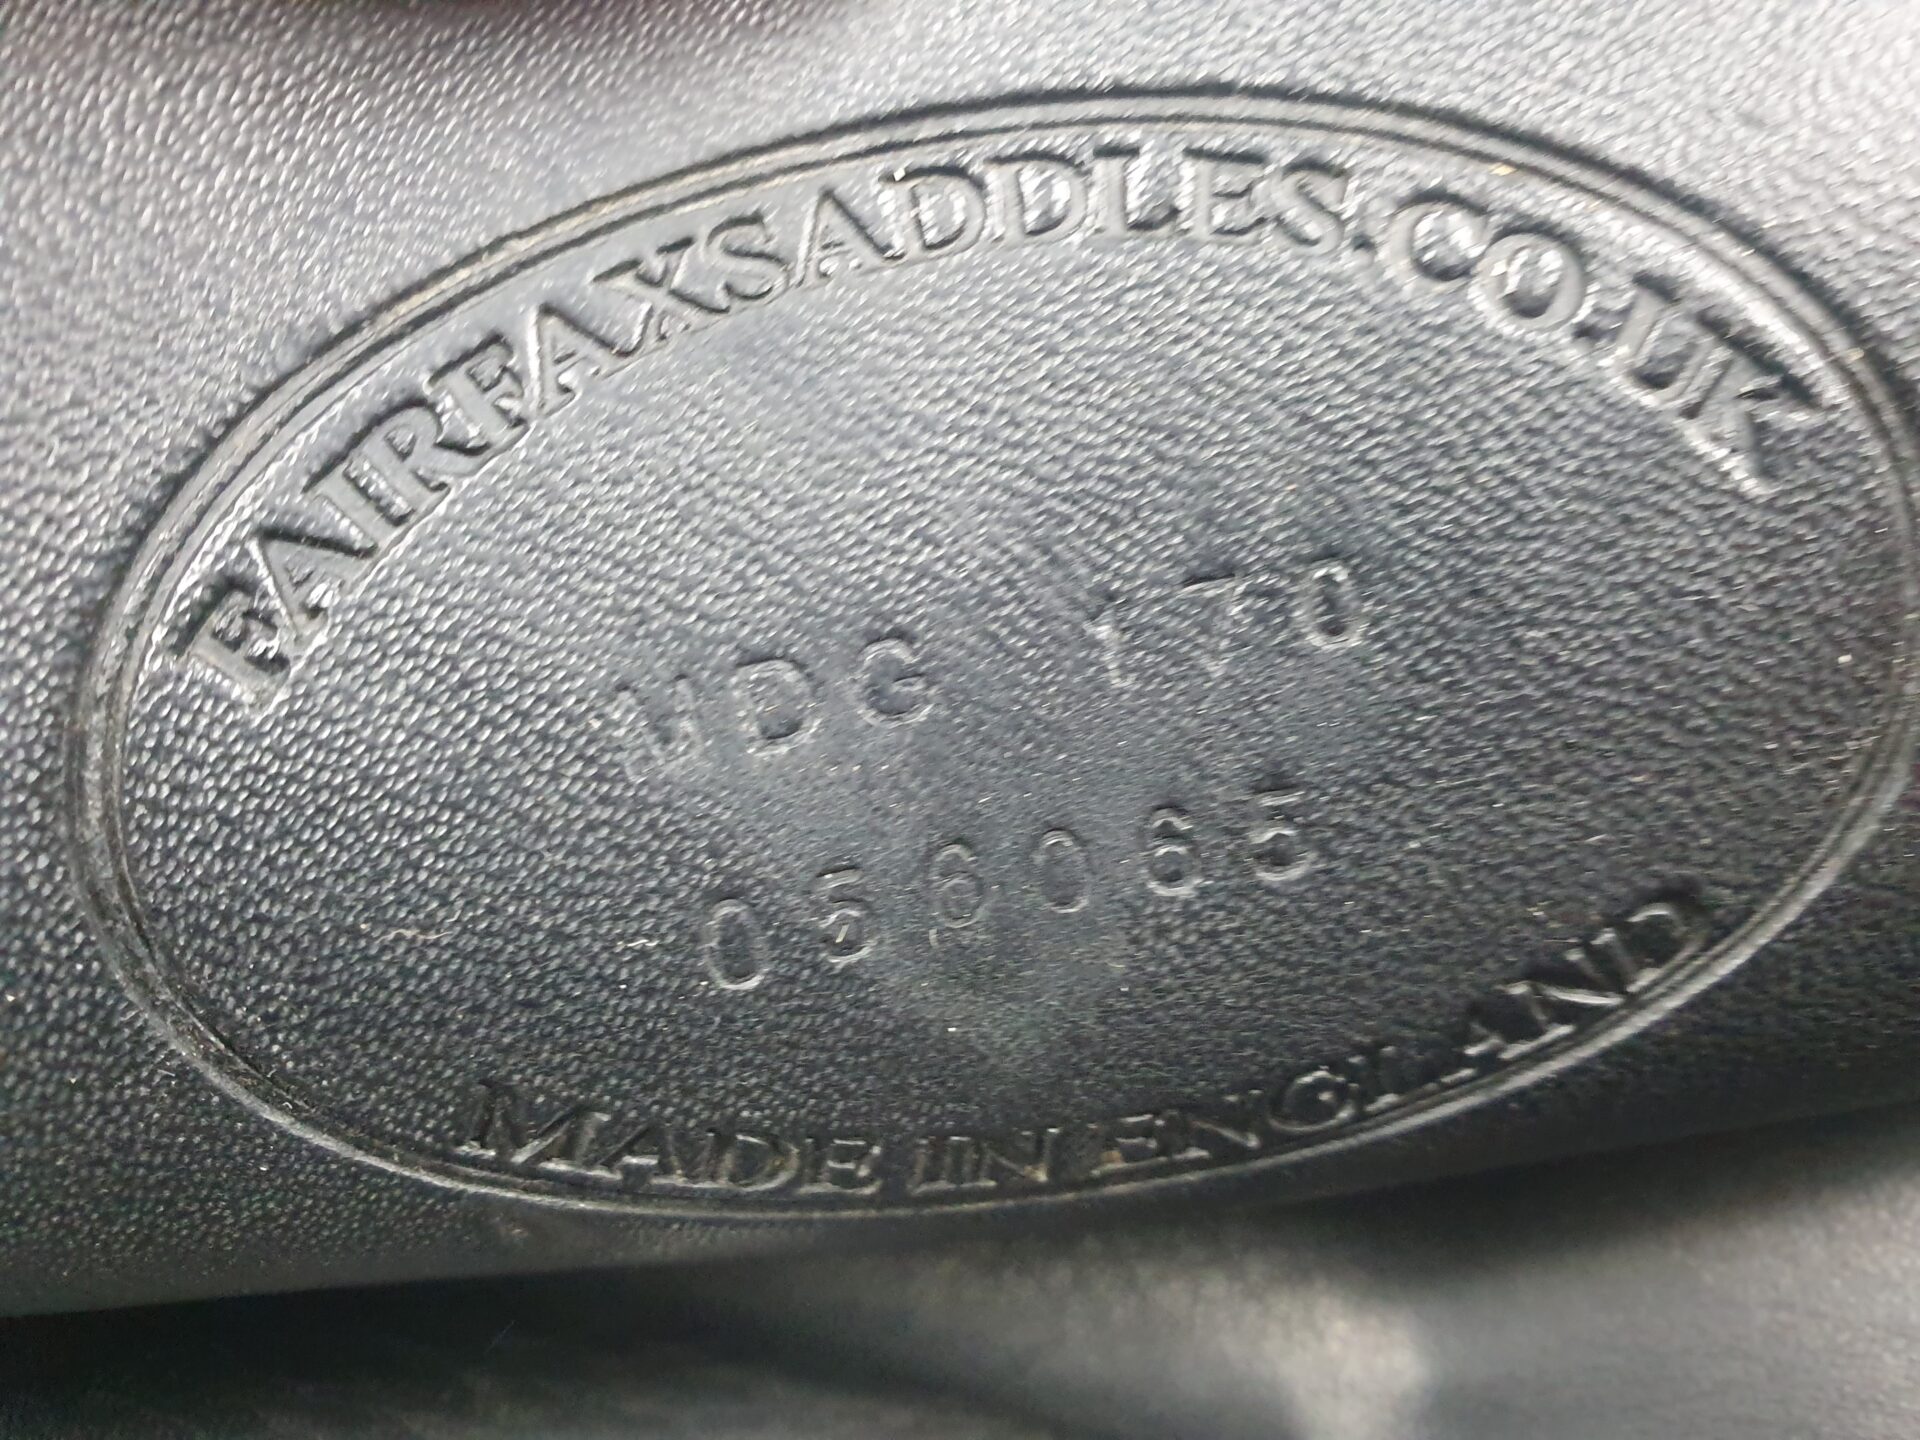 FAIRFAXSADDLES.CO.UK
MDG 170
056065
MADE IN ENGLAND